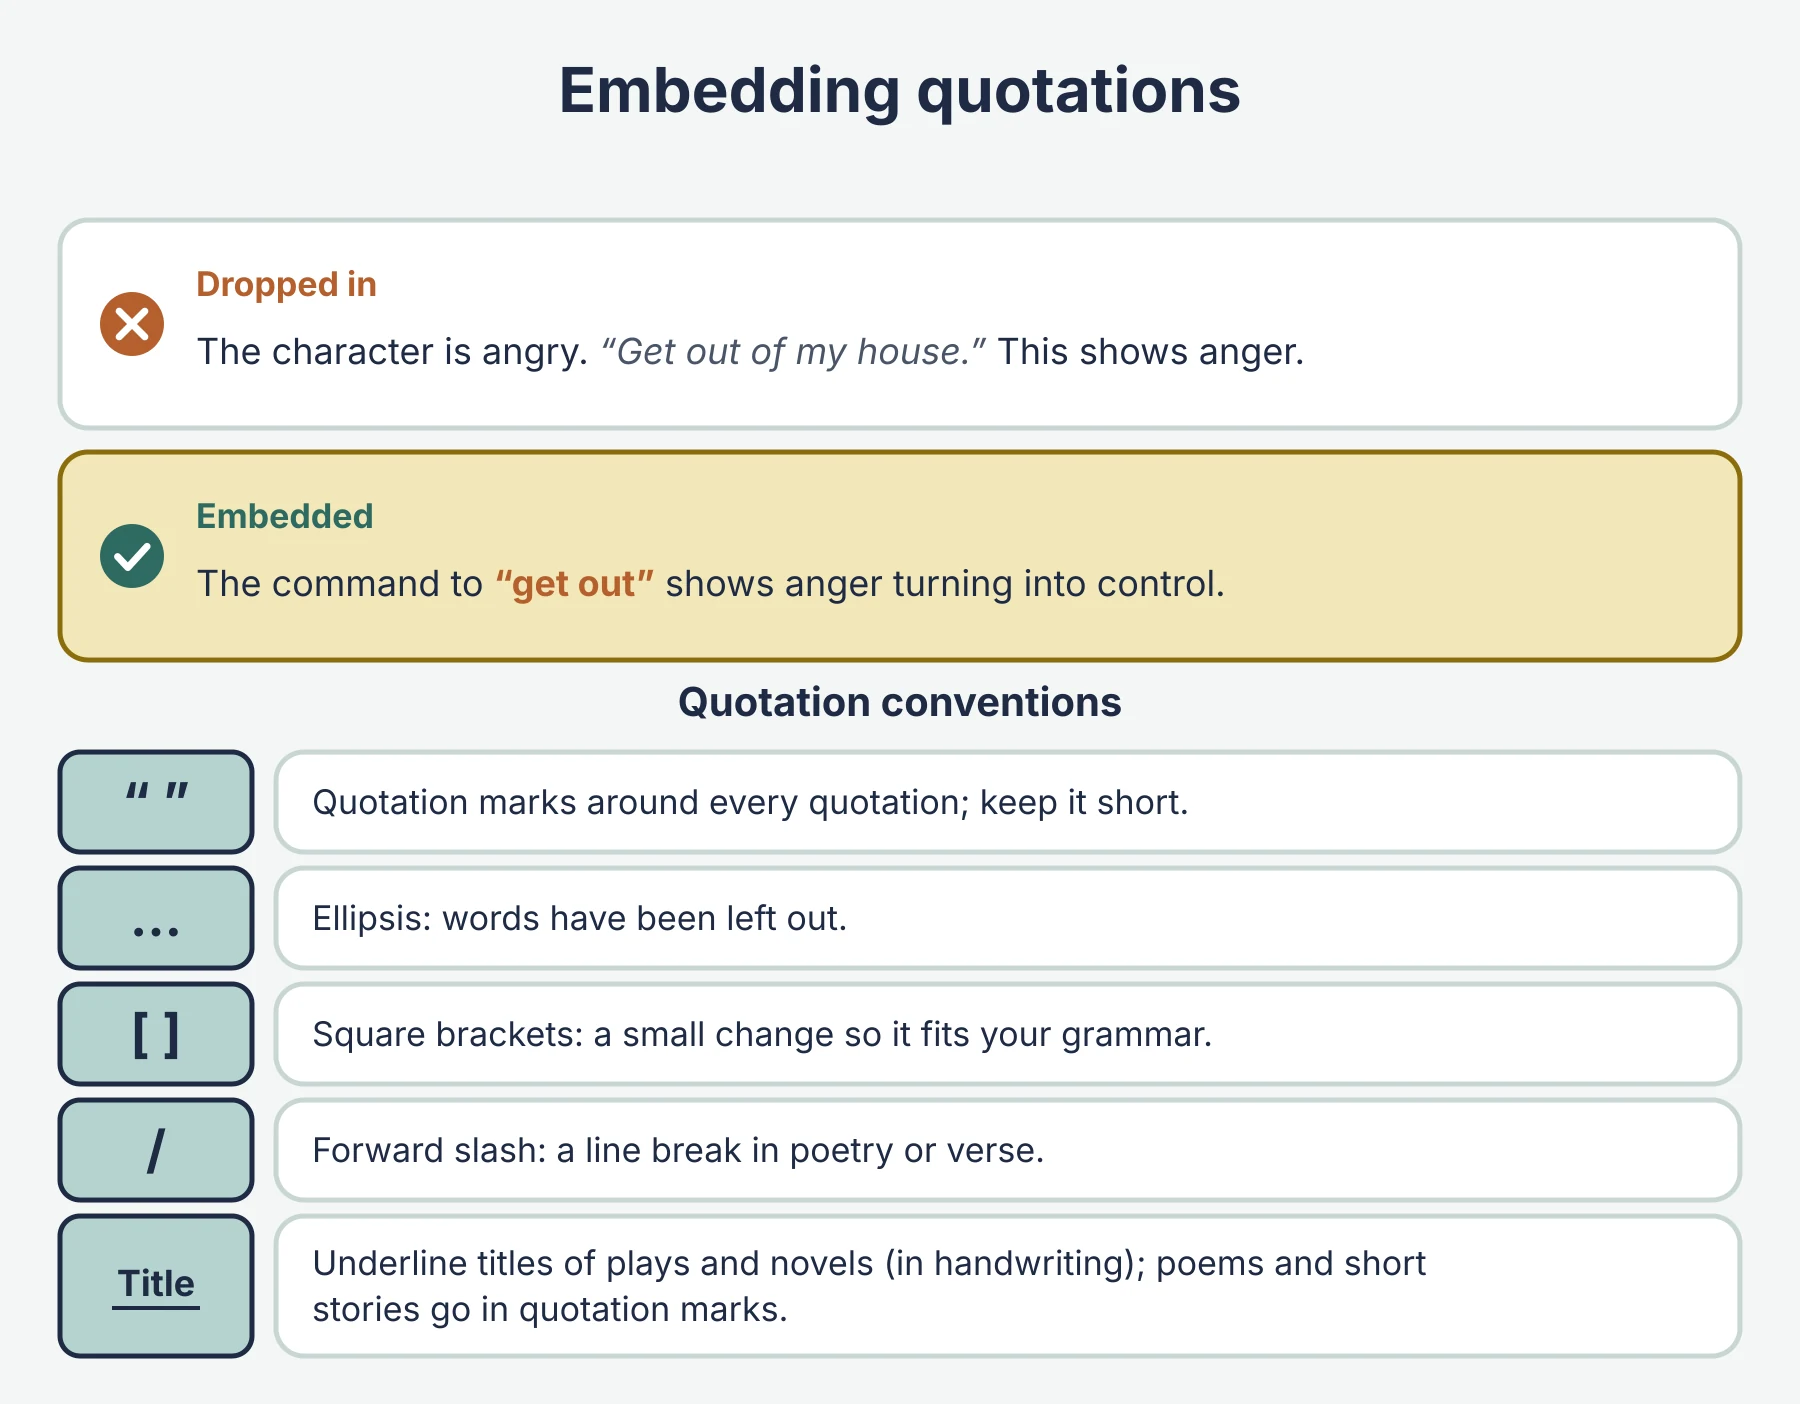 Embedding quotations
Dropped in
The character is angry. “Get out of my house.” This shows anger.
Embedded
The command to “get out” shows anger turning into control.
Quotation conventions
“ ”
Quotation marks around every quotation; keep it short.
…
Ellipsis: words have been left out.
[ ]
Square brackets: a small change so it fits your grammar.
/
Forward slash: a line break in poetry or verse.
Title
Underline titles of plays and novels (in handwriting); poems and short
stories go in quotation marks.